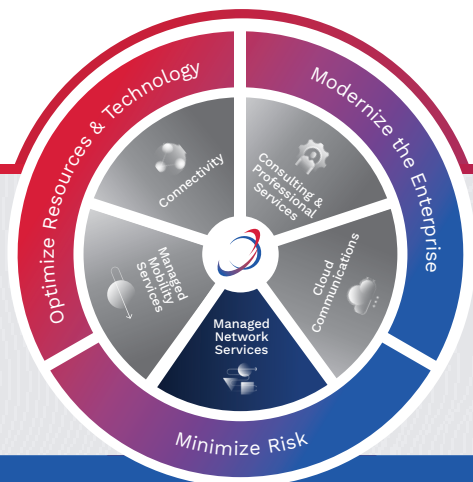 Optimize Resources & Technology
Modernize the Enterprise
Connectivity
Consulting &
Professional
Services
Managed
Mobility
Services
Cloud
Communications
Managed
Network
Services
Minimize Risk